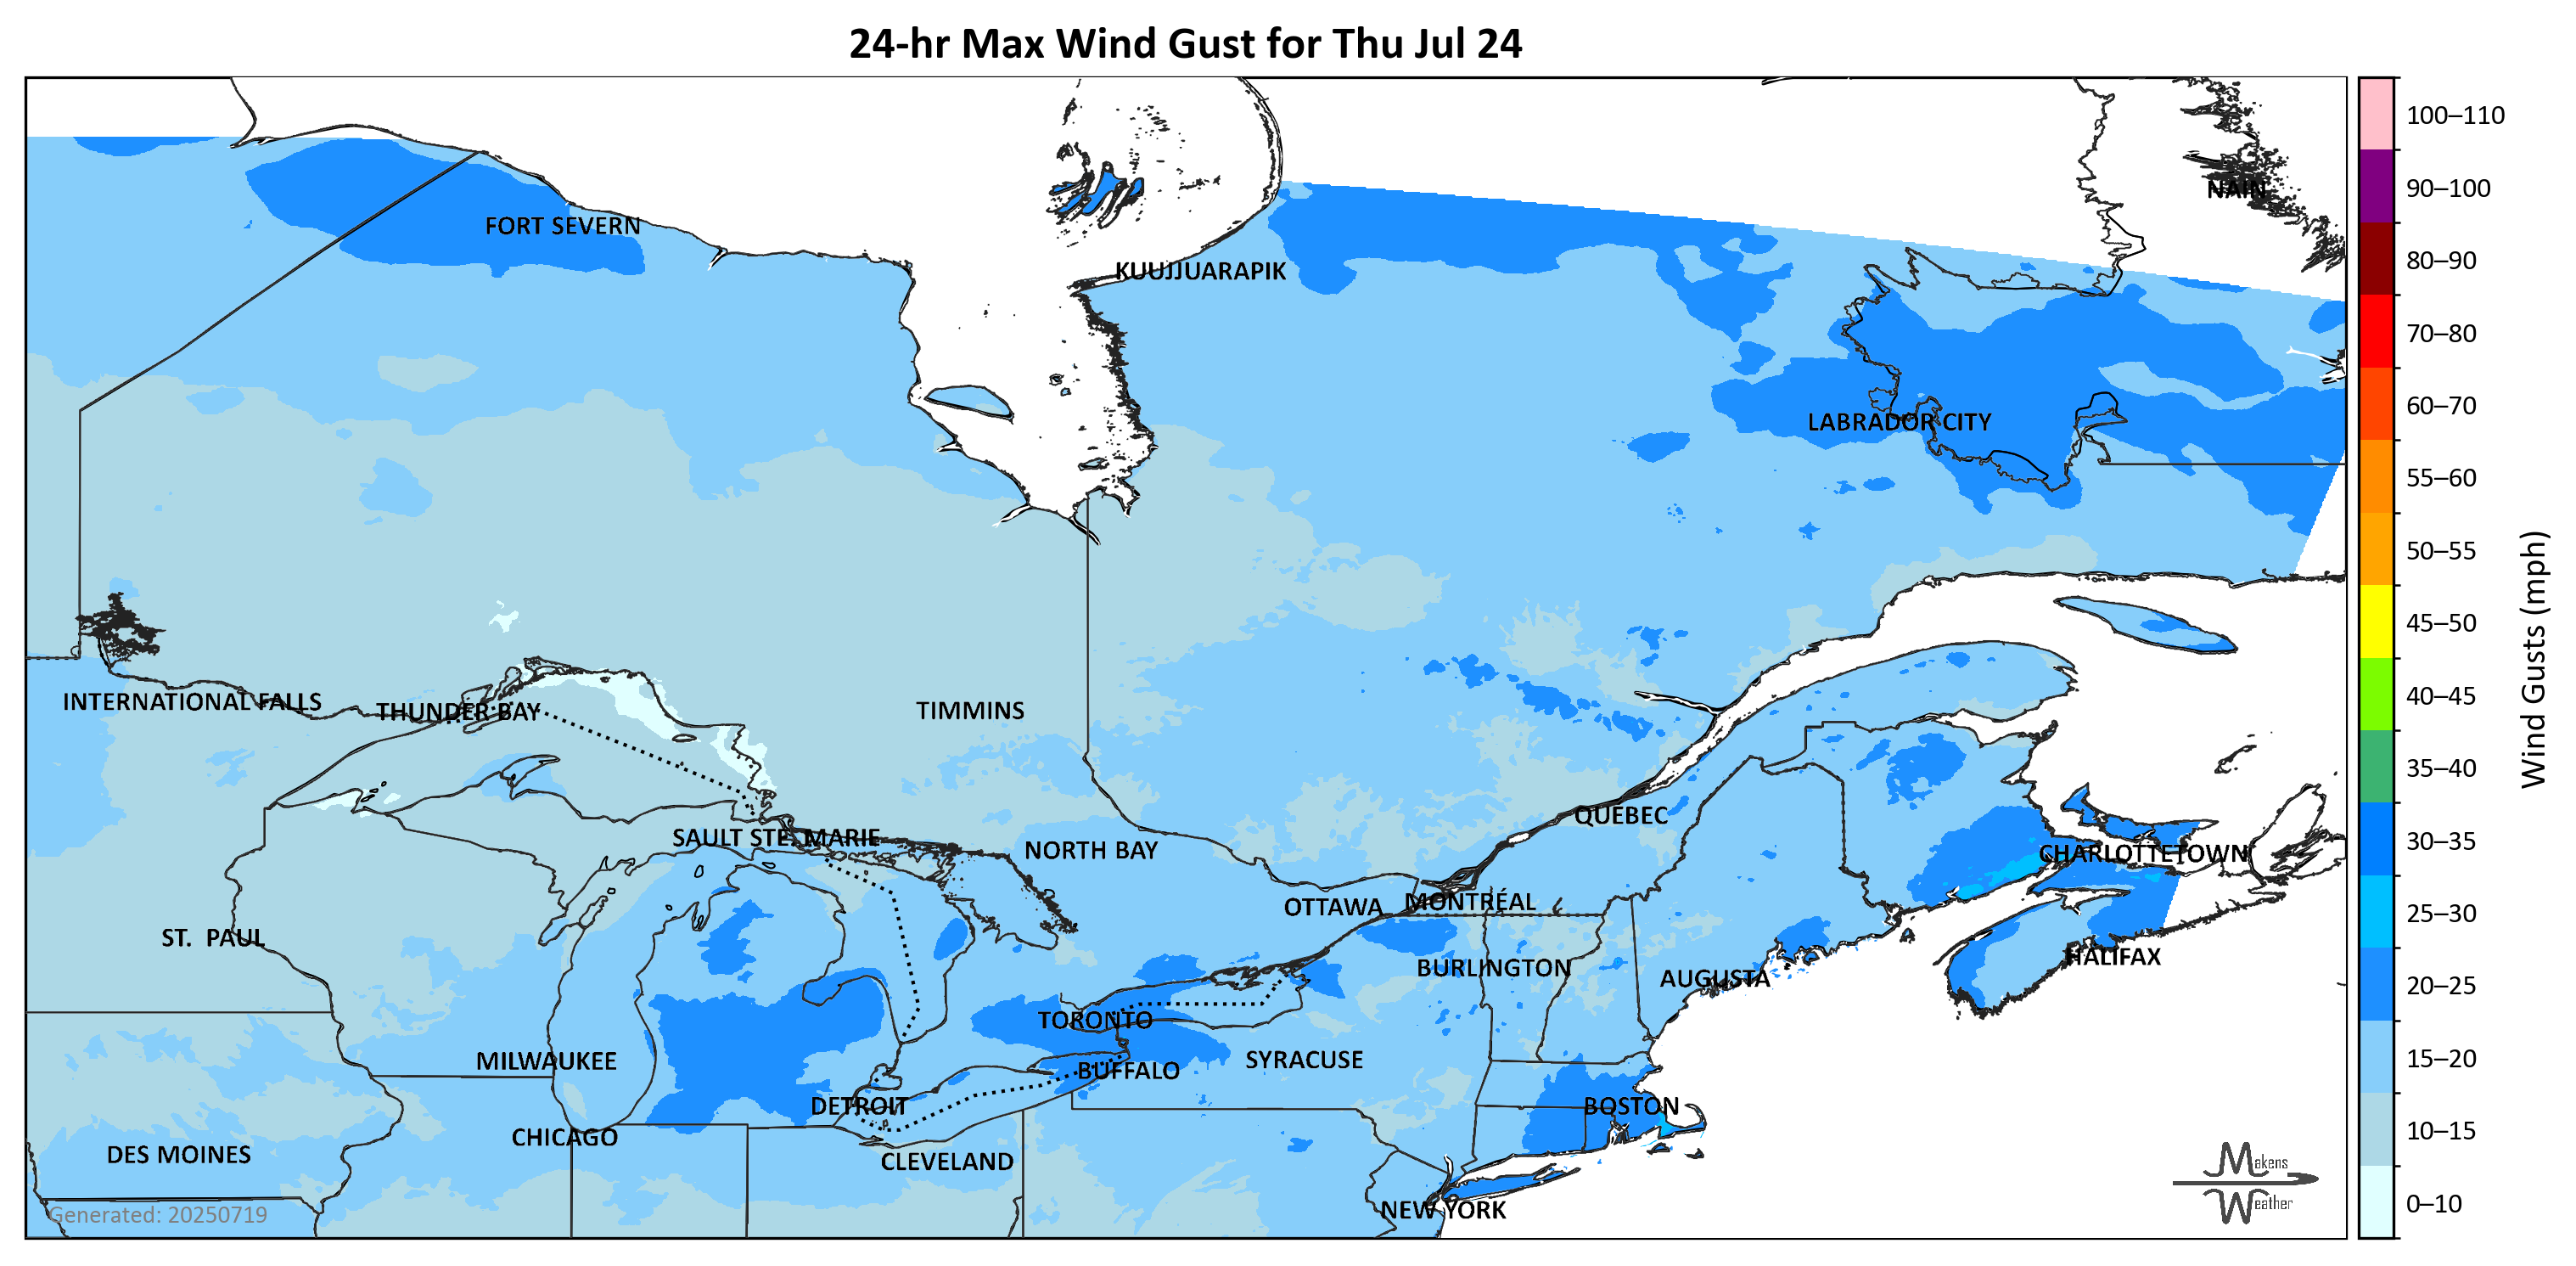 24-hr Max Wind Gust for Thu Jul 24
100–110
90–100
80–90
70–80
60–70
55–60
50–55
45–50
40–45
35–40
30–35
25–30
20–25
15–20
10–15
0–10
Wind Gusts (mph)
NAIN
FORT SEVERN
KUUJJUARAPIK
LABRADOR CITY
INTERNATIONAL FALLS
THUNDER BAY
TIMMINS
QUÉBEC
SAULT STE. MARIE
NORTH BAY
CHARLOTTETOWN
OTTAWA
MONTRÉAL
ST. PAUL
HALIFAX
BURLINGTON
AUGUSTA
TORONTO
MILWAUKEE
SYRACUSE
BUFFALO
DETROIT
BOSTON
CHICAGO
DES MOINES
CLEVELAND
NEW YORK
Generated: 20250719
Makens
Weather